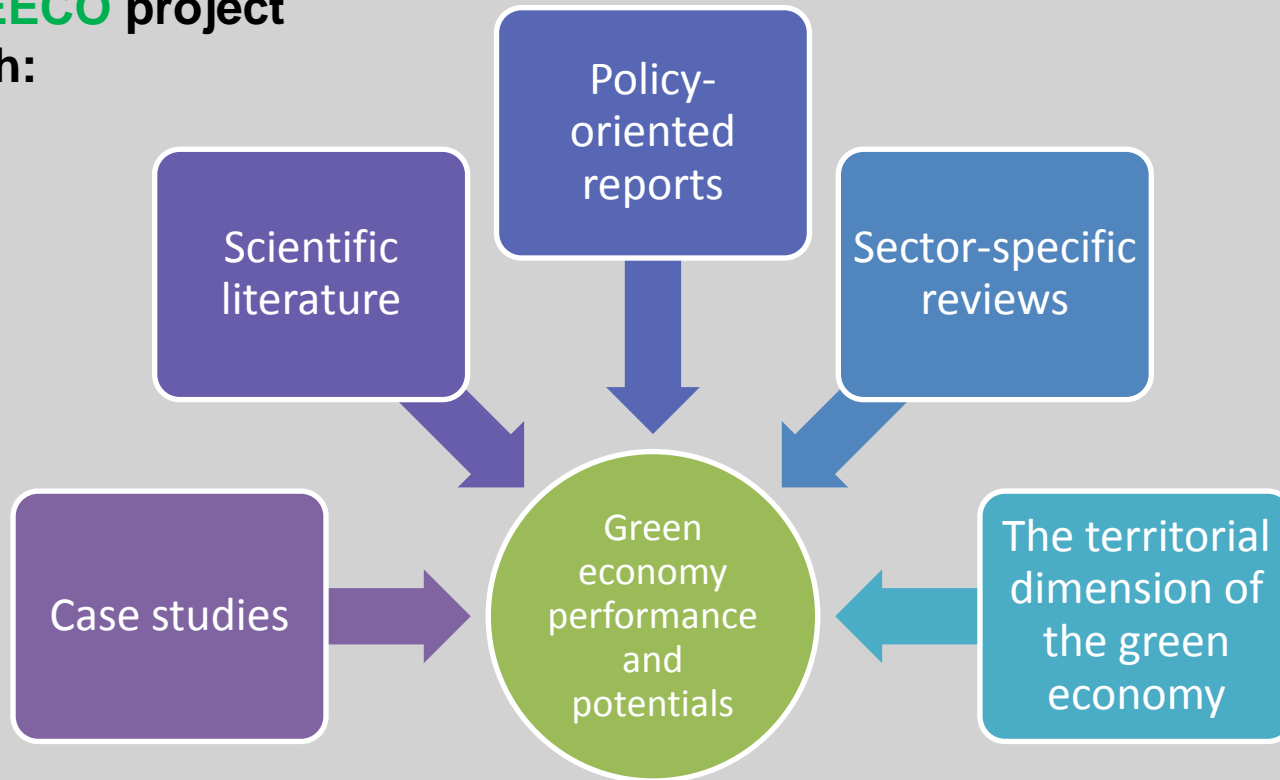 EECO project
h:
Policy-
oriented
reports
Scientific
literature
Sector-specific
reviews
Case studies
Green
economy
performance
and
potentials
The territorial
dimension of
the green
economy